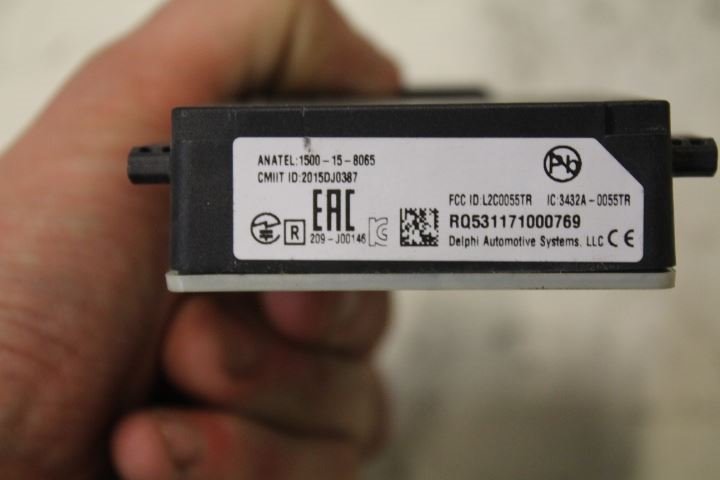 ANATEL:1500-15-8065
CMIIT ID:2015DJ0387
Pb
FCC ID:L2C0055TR IC:3432A-0055TR
R
EAC
209-J00146
RQ531171000769
Delphi Automotive Systems, LLC CE